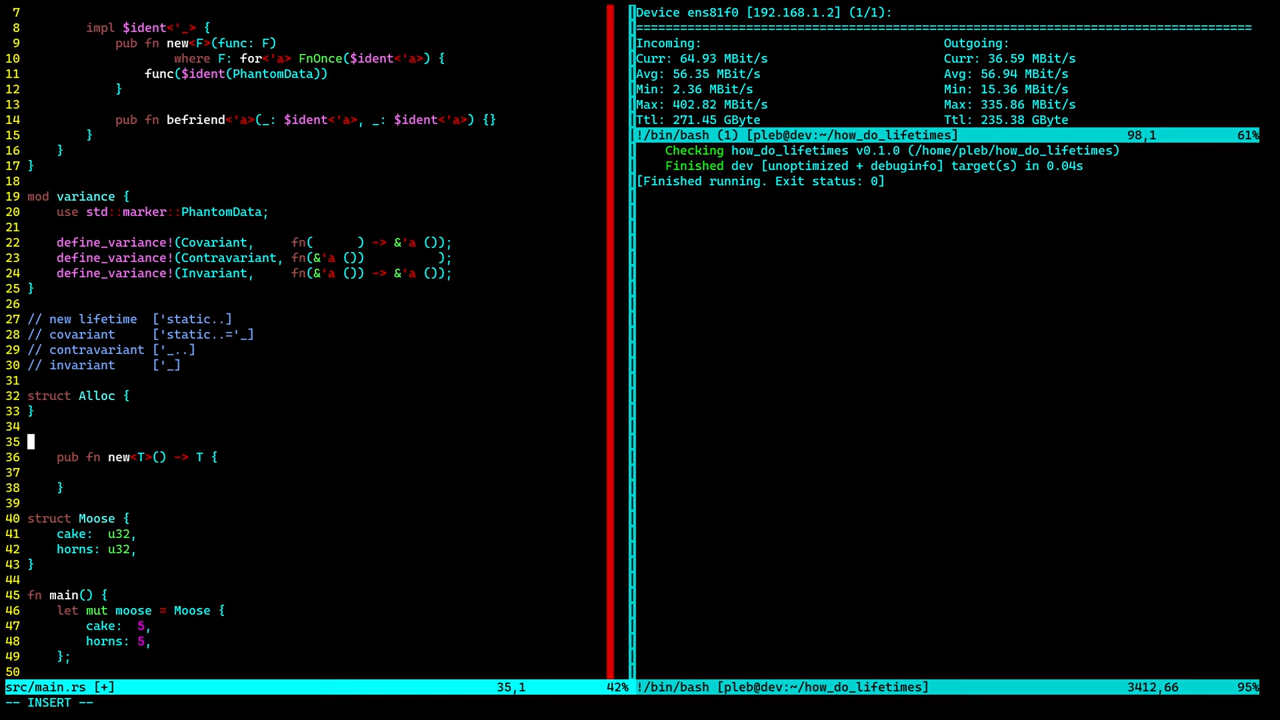 7
8         impl $ident<'_> {
9             pub fn new<F>(func: F)
10                     where F: for<'a> FnOnce($ident<'a>) {
11                 func($ident(PhantomData))
12             }
13
14             pub fn befriend<'a>(_: $ident<'a>, _: $ident<'a>) {}
15         }
16     }
17 }
18
19 mod variance {
20     use std::marker::PhantomData;
21
22     define_variance!(Covariant,     fn(      ) -> &'a ());
23     define_variance!(Contravariant, fn(&'a ())          );
24     define_variance!(Invariant,     fn(&'a ()) -> &'a ());
25 }
26
27 // new lifetime  ['static..]
28 // covariant     ['static..='_]
29 // contravariant ['_..]
30 // invariant     ['_]
31
32 struct Alloc {
33 }
34
35
36     pub fn new<T>() -> T {
37
38     }
39
40 struct Moose {
41     cake:  u32,
42     horns: u32,
43 }
44
45 fn main() {
46     let mut moose = Moose {
47         cake:  5,
48         horns: 5,
49     };
50
src/main.rs [+] 35,1 42%
-- INSERT --
Device ens81f0 [192.168.1.2] (1/1):
================================================================================
Incoming: Outgoing:
Curr: 64.93 MBit/s Curr: 36.59 MBit/s
Avg: 56.35 MBit/s Avg: 56.94 MBit/s
Min: 2.36 MBit/s Min: 15.36 MBit/s
Max: 402.82 MBit/s Max: 335.86 MBit/s
Ttl: 271.45 GByte Ttl: 235.38 GByte
!/bin/bash (1) [pleb@dev:~/how_do_lifetimes] 98,1 61%
Checking how_do_lifetimes v0.1.0 (/home/pleb/how_do_lifetimes)
Finished dev [unoptimized + debuginfo] target(s) in 0.04s
[Finished running. Exit status: 0]
!/bin/bash [pleb@dev:~/how_do_lifetimes] 3412,66 95%